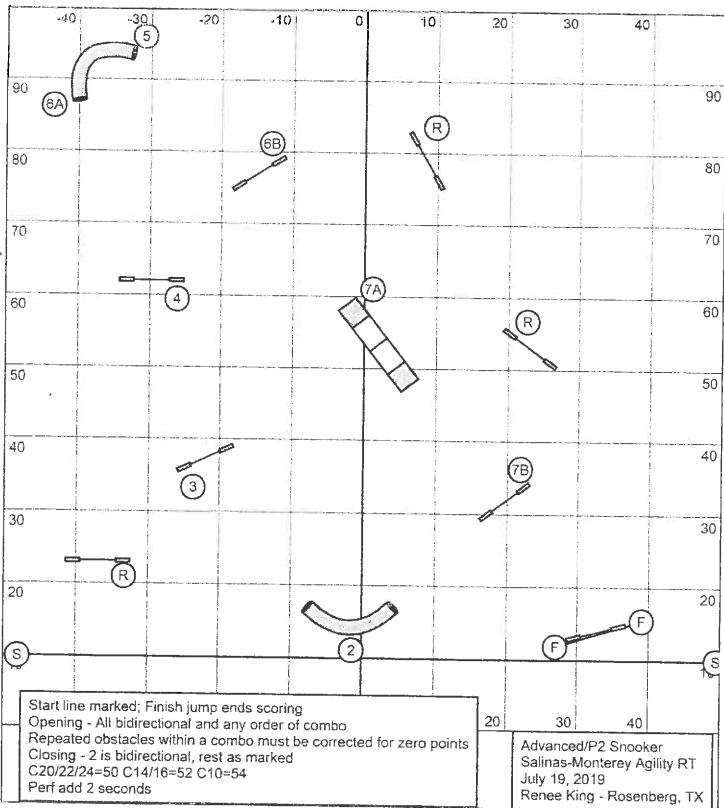 -40 -30 -20 -10 0 10 20 30 40
5
90 90
6A
R
6B
80 80
70 70
7A
4
60 60
R
50 50
40 40
7B
3
30 30
R
20 20
F
2
F
S S
10 10
20 30 40
Start line marked; Finish jump ends scoring
Opening - All bidirectional and any order of combo
Repeated obstacles within a combo must be corrected for zero points
Closing - 2 is bidirectional, rest as marked
C20/22/24=50 C14/16=52 C10=54
Perf add 2 seconds
Advanced/P2 Snooker
Salinas-Monterey Agility RT
July 19, 2019
Renee King - Rosenberg, TX